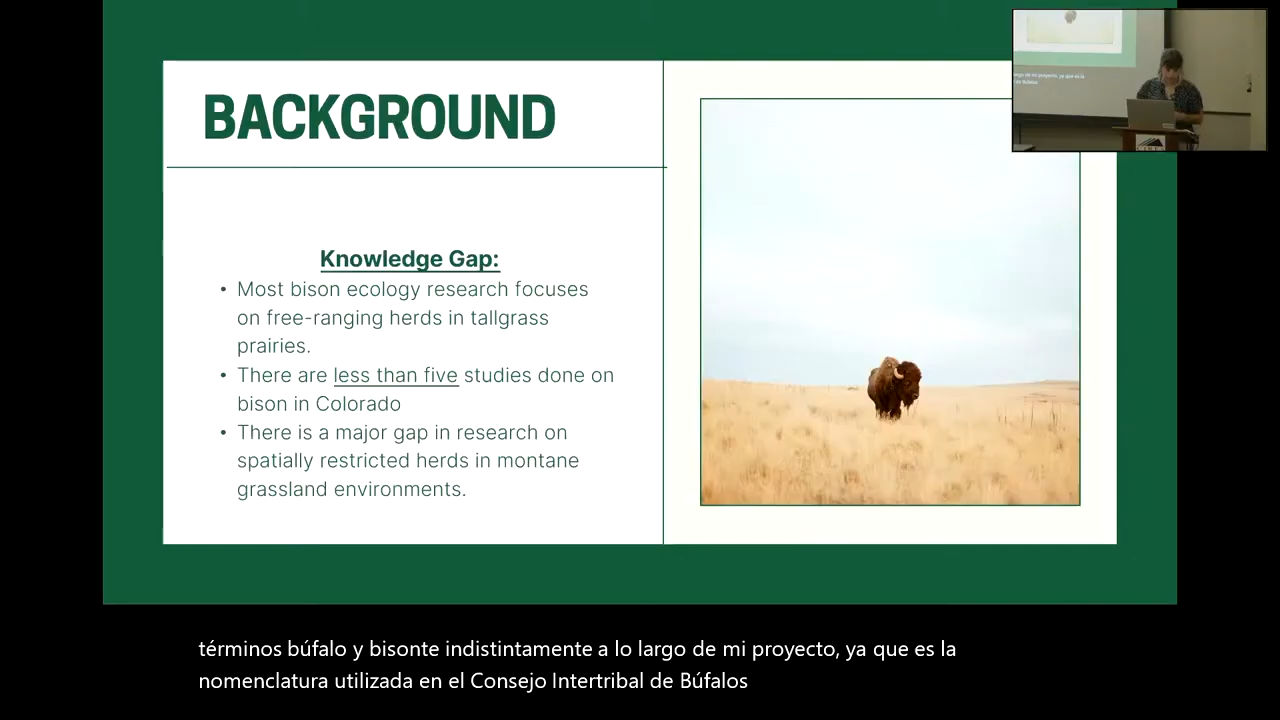 BACKGROUND
Knowledge Gap:
• Most bison ecology research focuses
on free-ranging herds in tallgrass
prairies.
• There are less than five studies done on
bison in Colorado
• There is a major gap in research on
spatially restricted herds in montane
grassland environments.
términos búfalo y bisonte indistintamente a lo largo de mi proyecto, ya que es la
nomenclatura utilizada en el Consejo Intertribal de Búfalos